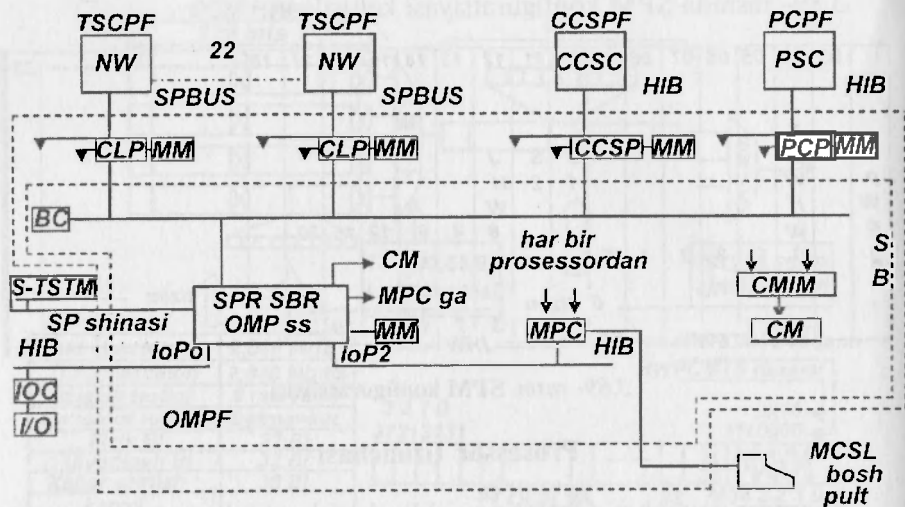 TSCPF
TSCPF
CCSPF
PCPF
NW
22
NW
CCSC
PSC
SPBUS
SPBUS
HIB
HIB
CLP
MM
CLP
MM
CCSP
MM
PCP
MM
BC
S
B
har bir
prosessordan
CM
S-TSTM
SPR SBR
OMP ss
MPC ga
CMIM
SP shinasi
MM
MPC
HIB
CM
HIB
IoPo
IoP2
IOC
I/O
OMPF
MCSL
bosh
pult